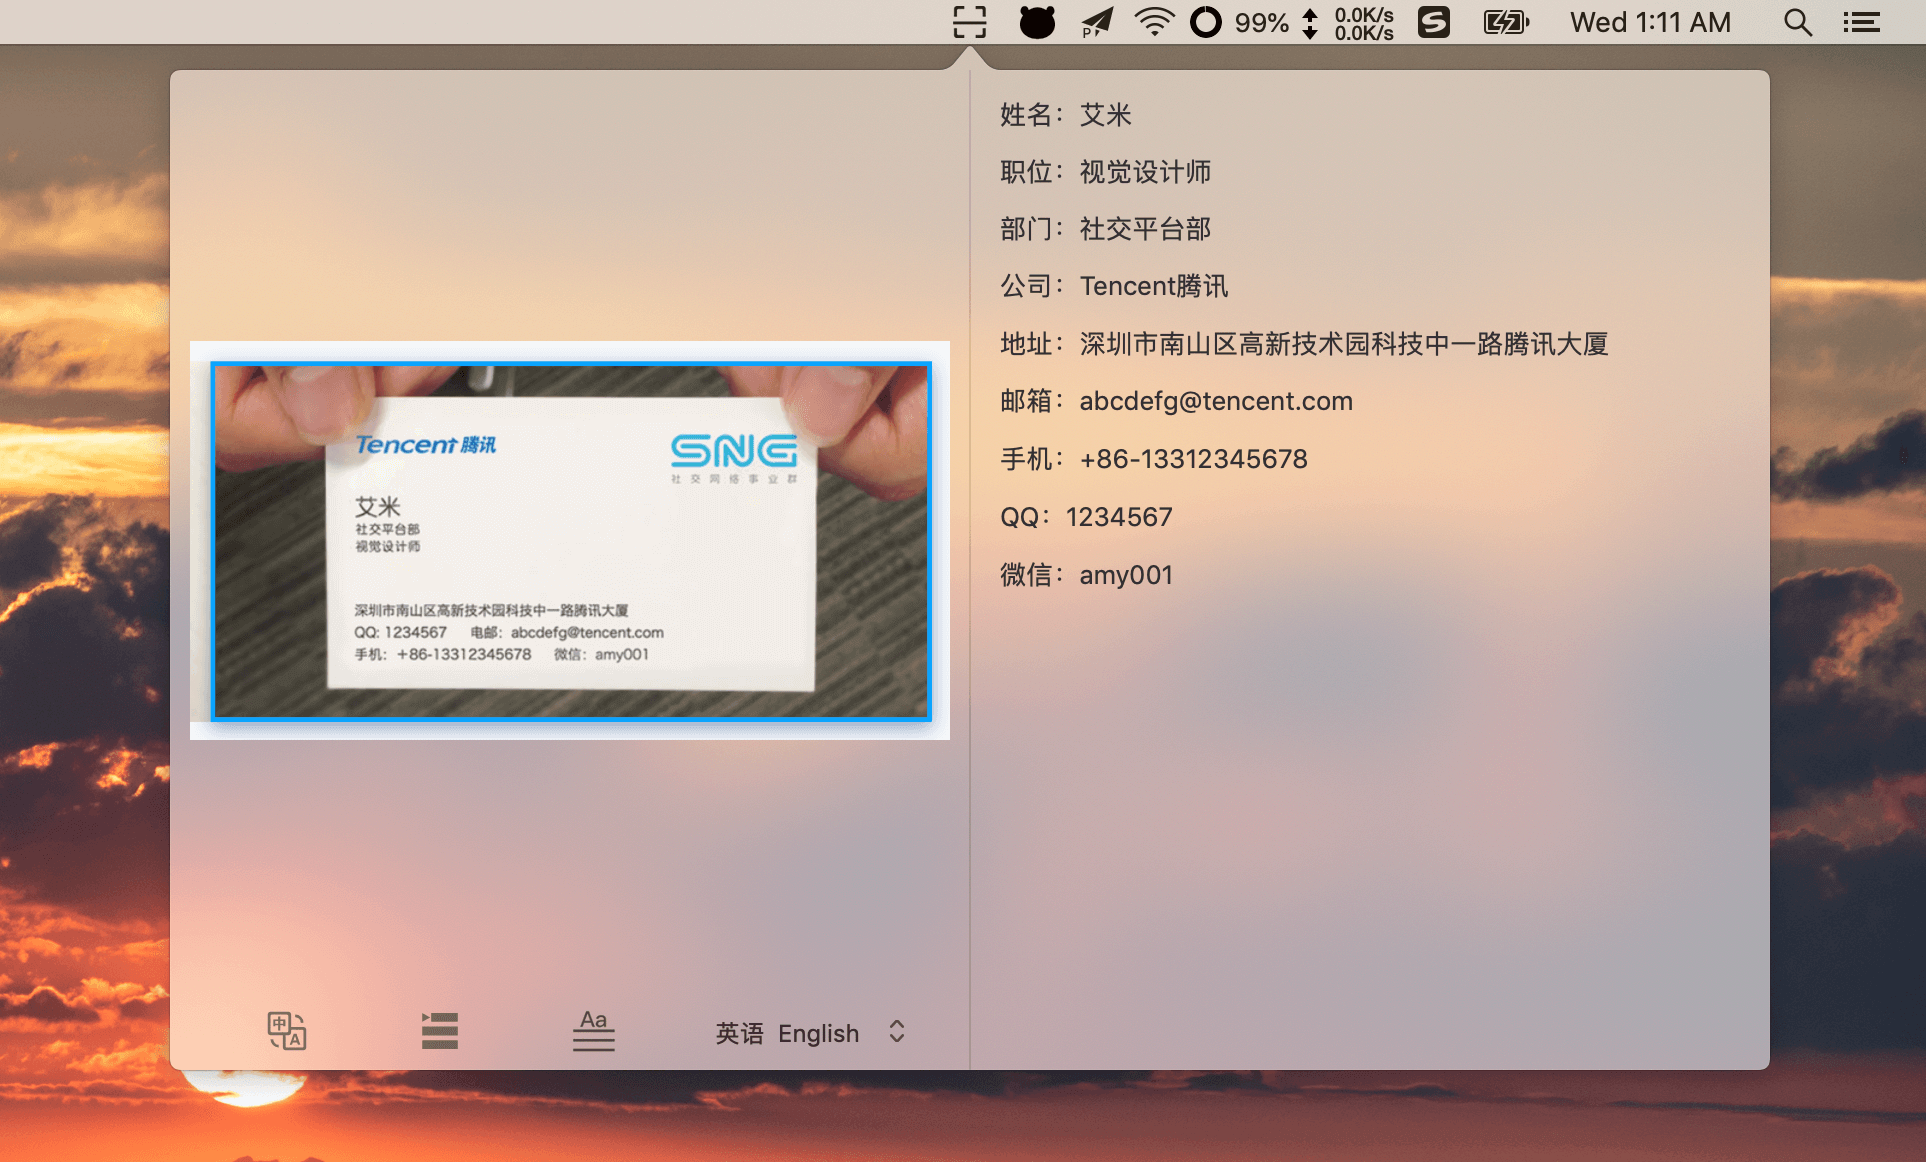 99%
0.0K/s
0.0K/s
Wed 1:11 AM
Tencent 腾讯
SNG
社交网络事业群
艾米
社交平台部
视觉设计师
深圳市南山区高新技术园科技中一路腾讯大厦
QQ: 1234567 电邮：abcdefg@tencent.com
手机：+86-13312345678 微信：amy001
中 A
Aa
英语 English
姓名：艾米
职位：视觉设计师
部门：社交平台部
公司：Tencent腾讯
地址：深圳市南山区高新技术园科技中一路腾讯大厦
邮箱：abcdefg@tencent.com
手机：+86-13312345678
QQ：1234567
微信：amy001